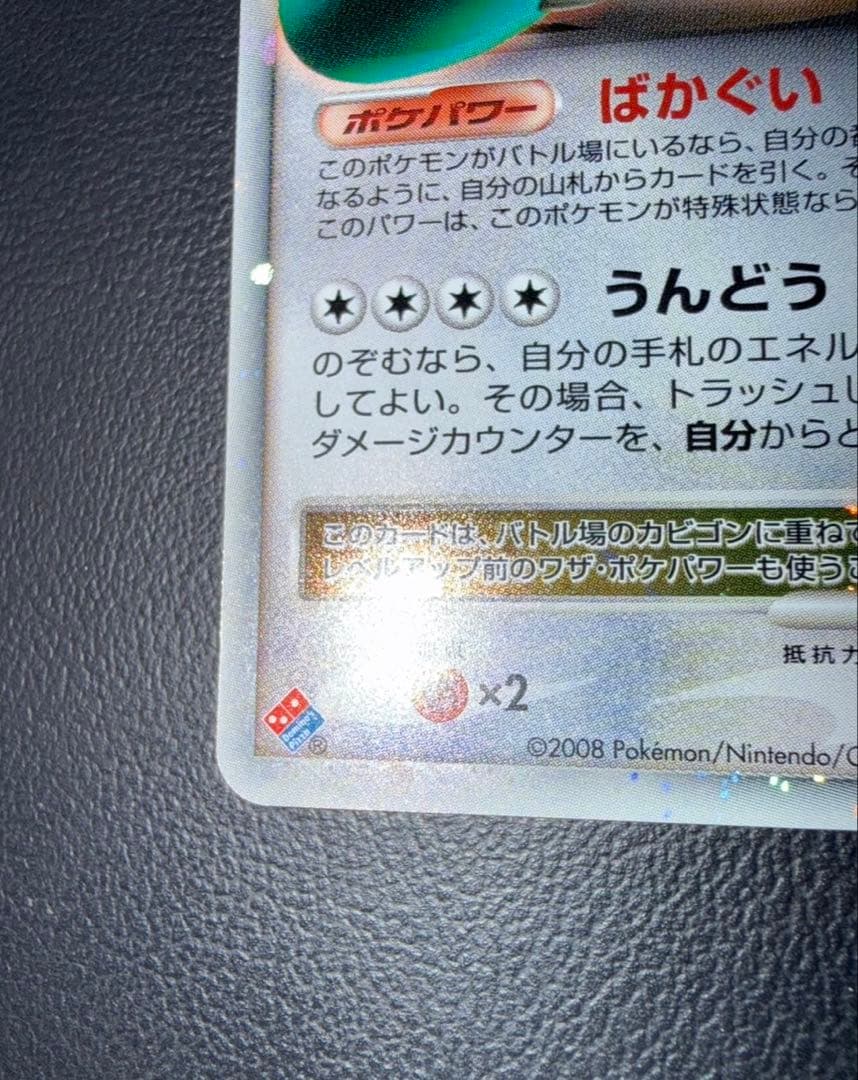 ポケパワー ばかぐい
このポケモンがバトル場にいるなら、自分の
なるように、自分の山札からカードを引く。そ
このパワーは、このポケモンが特殊状態なら
うんどう
のぞむなら、自分の手札のエネル
してよい。その場合、トラッシュし
ダメージカウンターを、自分からと
このカードは、バトル場のカビゴンに重ねて
レベルアップ前のワザ・ポケパワーも使うこ
抵抗力
×2
Domino's
Pizza
®
©2008 Pokémon/Nintendo/C